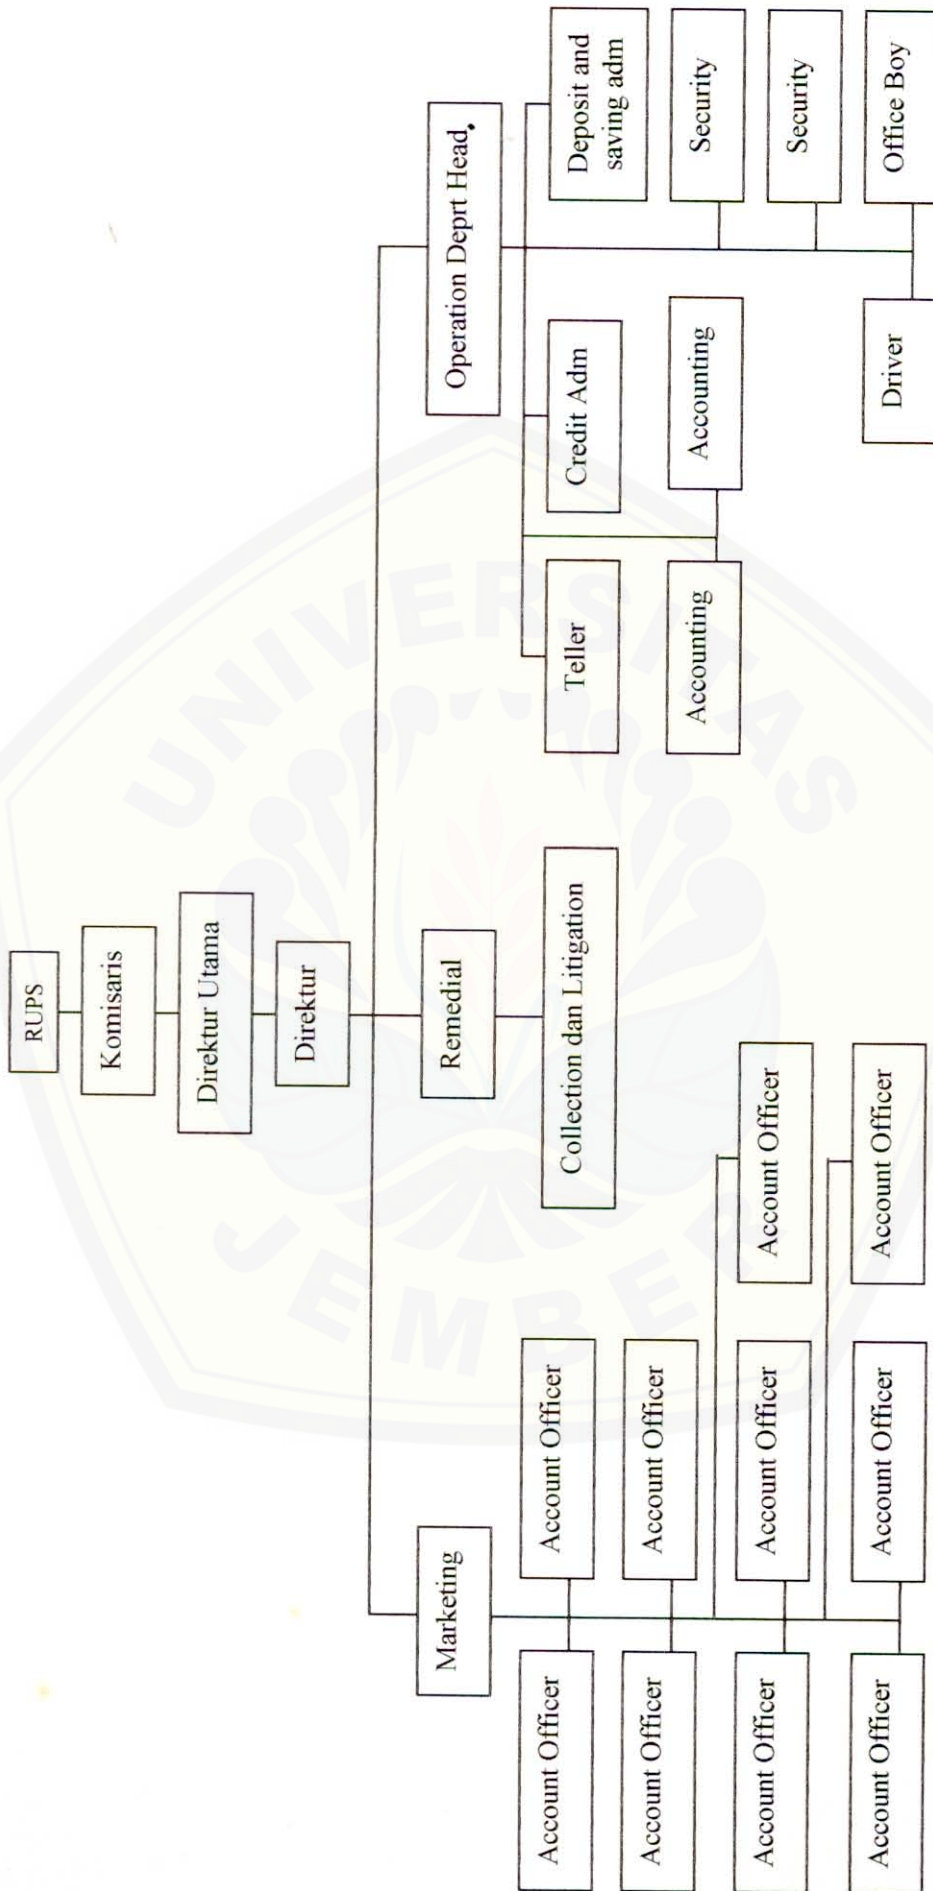 RUPS
Komisaris
Direktur Utama
Direktur
Marketing
Remedial
Operation Deprt Head
Account Officer
Account Officer
Collection dan Litigation
Teller
Credit Adm
Deposit and
saving adm
Account Officer
Account Officer
Accounting
Accounting
Security
Account Officer
Account Officer
Account Officer
Security
Account Officer
Account Officer
Account Officer
Driver
Office Boy
UNIVERSITAS
JEMBER